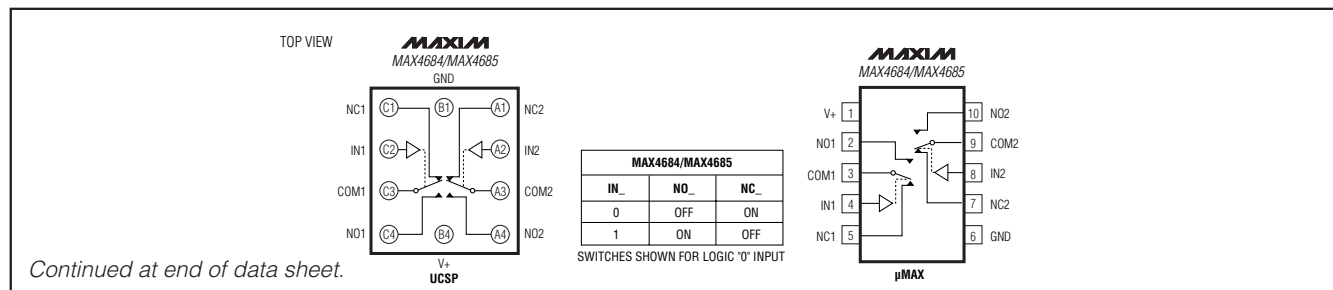 TOP VIEW
MAXIM
MAX4684/MAX4685
GND
NC1 C1 B1 A1 NC2
IN1 C2 A2 IN2
COM1 C3 A3 COM2
NO1 C4 B4 A4 NO2
V+
UCSP
MAX4684/MAX4685
IN_ NO_ NC_
0 OFF ON
1 ON OFF
SWITCHES SHOWN FOR LOGIC "0" INPUT
MAXIM
MAX4684/MAX4685
V+ 1 10 NO2
NO1 2 9 COM2
COM1 3 8 IN2
IN1 4 7 NC2
NC1 5 6 GND
µMAX
Continued at end of data sheet.